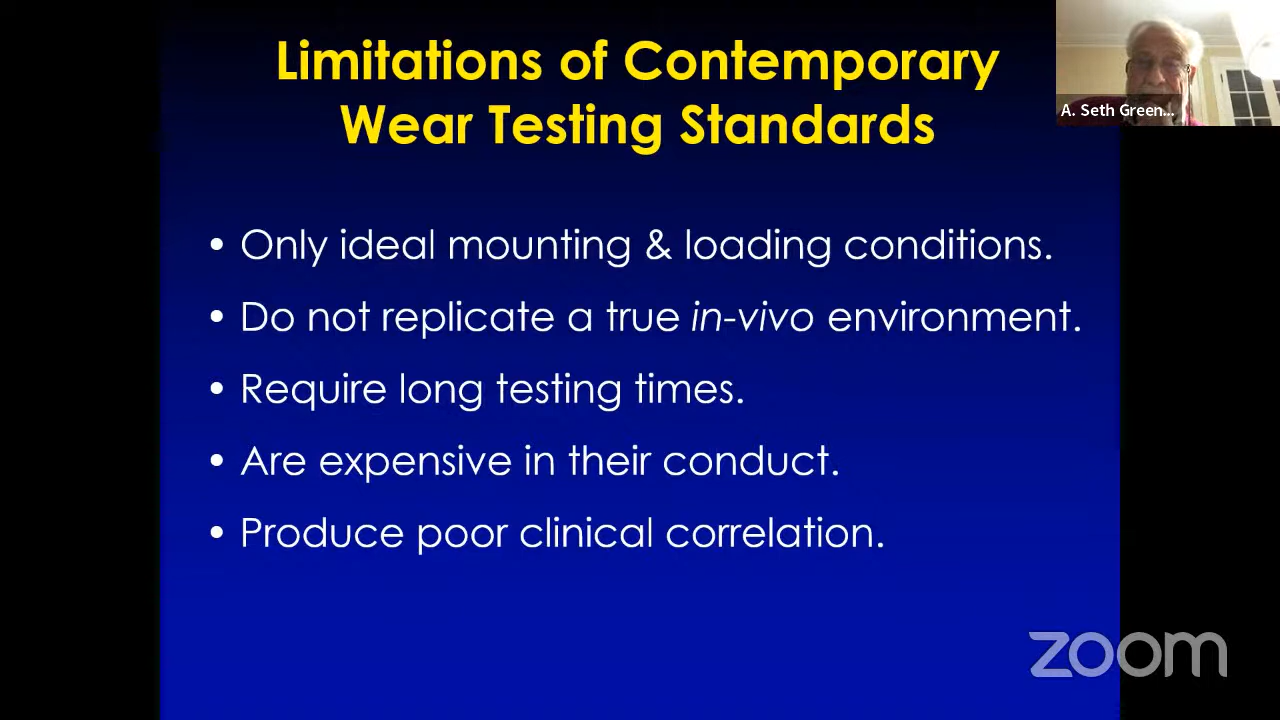 Limitations of Contemporary
Wear Testing Standards
A. Seth Green...
• Only ideal mounting & loading conditions.
• Do not replicate a true in-vivo environment.
• Require long testing times.
• Are expensive in their conduct.
• Produce poor clinical correlation.
zoom